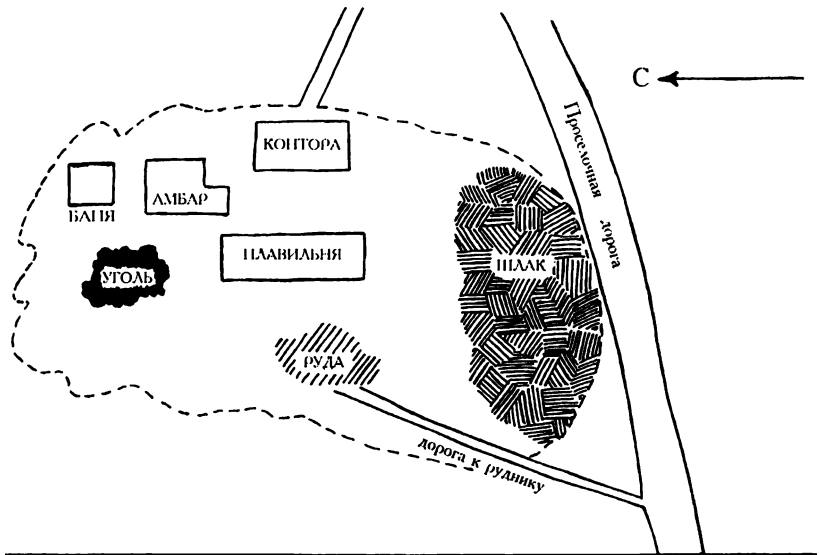 С
КОНТОРА
Проселочная дорога
АМБАР
БАНЯ
ПЛАВИЛЬНЯ
ШЛАК
УГОЛЬ
РУДА
дорога к руднику